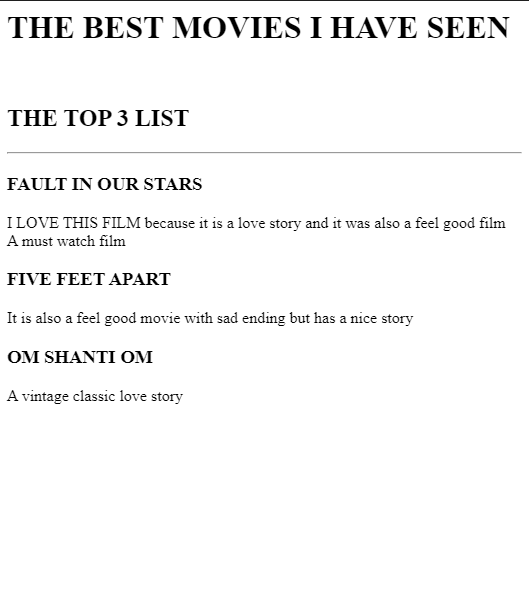 THE BEST MOVIES I HAVE SEEN
THE TOP 3 LIST
FAULT IN OUR STARS
I LOVE THIS FILM because it is a love story and it was also a feel good film
A must watch film
FIVE FEET APART
It is also a feel good movie with sad ending but has a nice story
OM SHANTI OM
A vintage classic love story